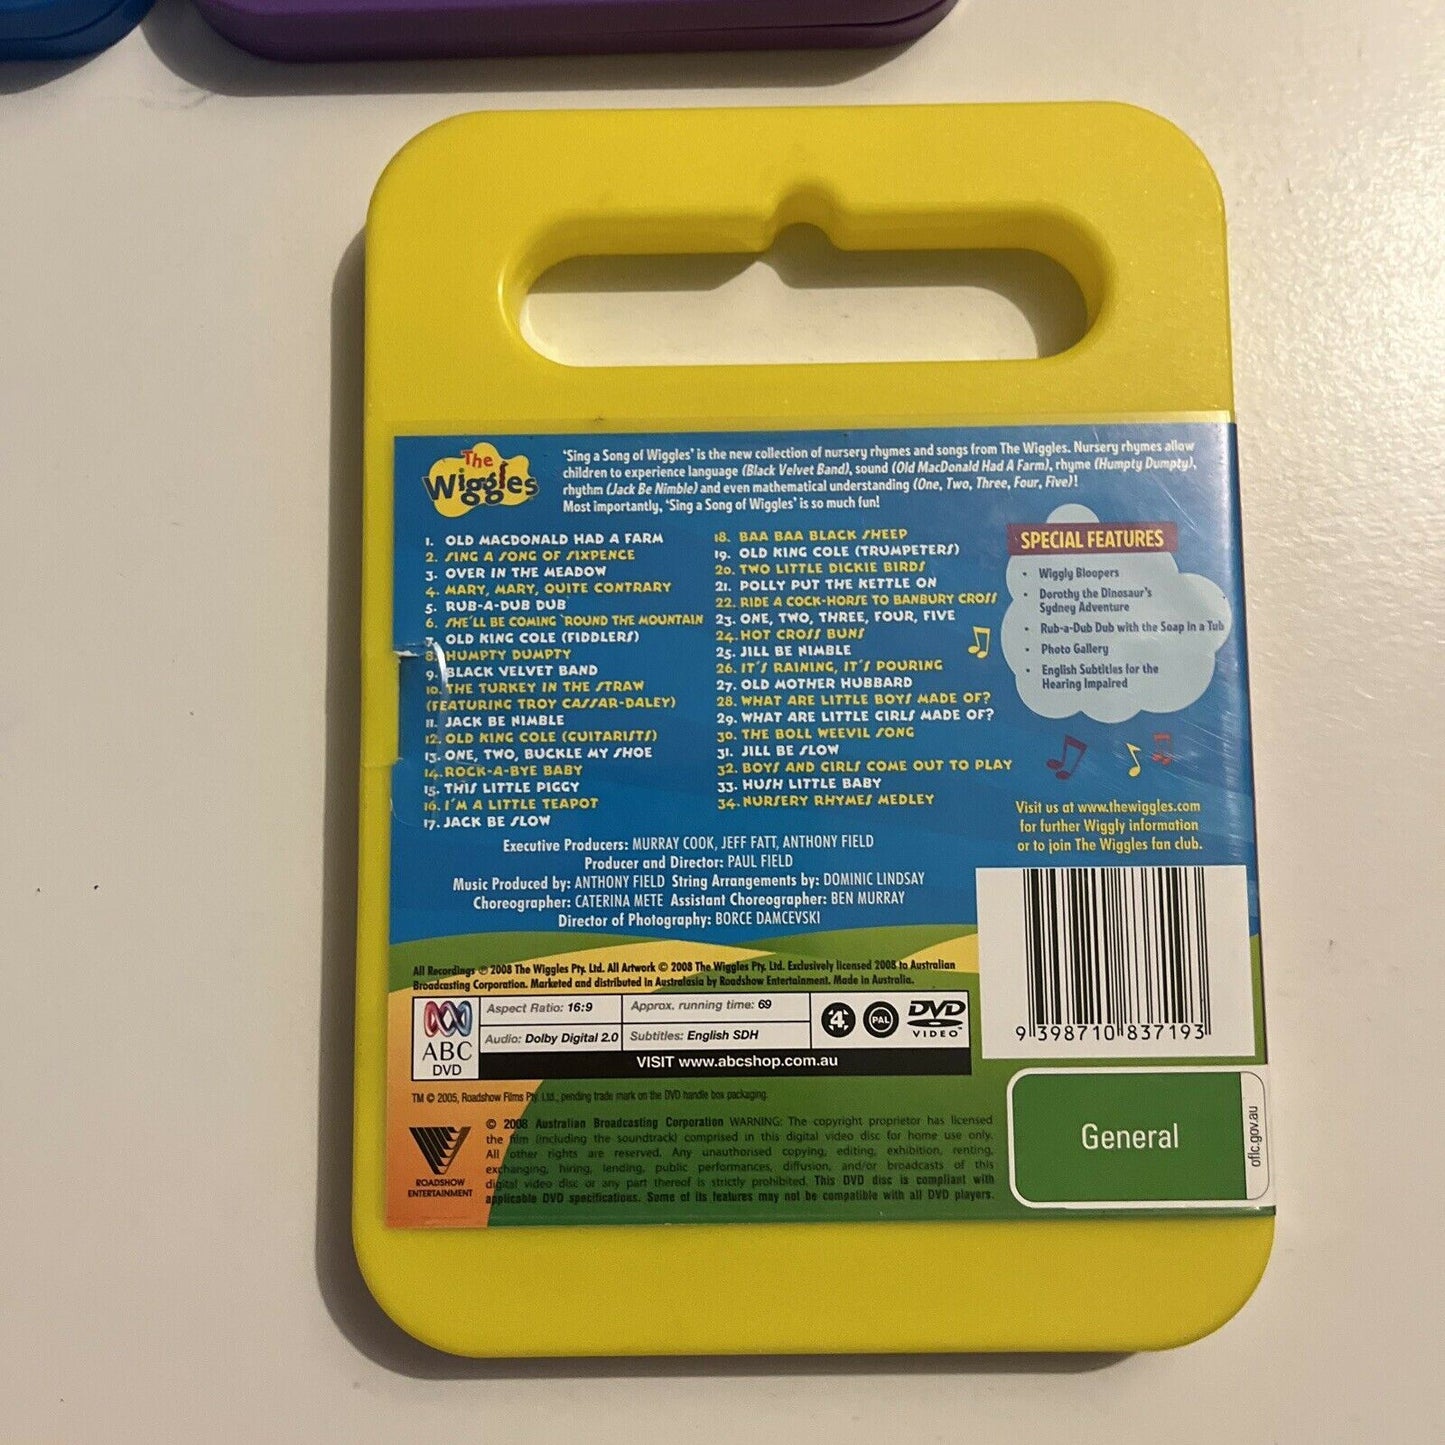 The
Wiggles
'Sing a Song of Wiggles' is the new collection of nursery rhymes and songs from The Wiggles. Nursery rhymes allow
children to experience language (Black Velvet Band), sound (Old MacDonald Had A Farm), rhyme (Humpty Dumpty),
rhythm (Jack Be Nimble) and even mathematical understanding (One, Two, Three, Four, Five)!
Most importantly, 'Sing a Song of Wiggles' is so much fun!
1. OLD MACDONALD HAD A FARM
2. SING A SONG OF SIXPENCE
3. OVER IN THE MEADOW
4. MARY, MARY, QUITE CONTRARY
5. RUB-A-DUB DUB
6. SHE'LL BE COMING 'ROUND THE MOUNTAIN
7. OLD KING COLE (FIDDLERS)
8. HUMPTY DUMPTY
9. BLACK VELVET BAND
10. THE TURKEY IN THE STRAW
(FEATURING TROY CASSAR-DALEY)
11. JACK BE NIMBLE
12. OLD KING COLE (GUITARISTS)
13. ONE, TWO, BUCKLE MY SHOE
14. ROCK-A-BYE BABY
15. THIS LITTLE PIGGY
16. I'M A LITTLE TEAPOT
17. JACK BE SLOW
18. BAA BAA BLACK SHEEP
19. OLD KING COLE (TRUMPETERS)
20. TWO LITTLE DICKIE BIRDS
21. POLLY PUT THE KETTLE ON
22. RIDE A COCK-HORSE TO BANBURY CROSS
23. ONE, TWO, THREE, FOUR, FIVE
24. HOT CROSS BUNS
25. JILL BE NIMBLE
26. IT'S RAINING, IT'S POURING
27. OLD MOTHER HUBBARD
28. WHAT ARE LITTLE BOYS MADE OF?
29. WHAT ARE LITTLE GIRLS MADE OF?
30. THE BOLL WEEVIL SONG
31. JILL BE SLOW
32. BOYS AND GIRLS COME OUT TO PLAY
33. HUSH LITTLE BABY
34. NURSERY RHYMES MEDLEY
SPECIAL FEATURES
• Wiggly Bloopers
• Dorothy the Dinosaur's
Sydney Adventure
• Rub-a-Dub Dub with the Soap in a Tub
• Photo Gallery
• English Subtitles for the
Hearing Impaired
Visit us at www.thewiggles.com
for further Wiggly information
or to join The Wiggles fan club.
Executive Producers: MURRAY COOK, JEFF FATT, ANTHONY FIELD
Producer and Director: PAUL FIELD
Music Produced by: ANTHONY FIELD String Arrangements by: DOMINIC LINDSAY
Choreographer: CATERINA METE Assistant Choreographer: BEN MURRAY
Director of Photography: BORCE DAMCEVSKI
All Recordings ℗ 2008 The Wiggles Pty. Ltd. All Artwork © 2008 The Wiggles Pty. Ltd. Exclusively licensed 2008 to Australian
Broadcasting Corporation. Marketed and distributed in Australasia by Roadshow Entertainment. Made in Australia.
ABC
DVD
Aspect Ratio: 16:9
Approx. running time: 69
Audio: Dolby Digital 2.0
Subtitles: English SDH
4
PAL
DVD
VIDEO™
VISIT www.abcshop.com.au
9 398710 837193
TM © 2005, Roadshow Films Pty. Ltd., pending trade mark on the DVD handle box packaging.
ROADSHOW
ENTERTAINMENT
© 2008 Australian Broadcasting Corporation WARNING: The copyright proprietor has licensed
the film (including the soundtrack) comprised in this digital video disc for home use only.
All other rights are reserved. Any unauthorised copying, editing, exhibition, renting,
exchanging, hiring, lending, public performances, diffusion, and/or broadcasts of this
digital video disc or any part thereof is strictly prohibited. This DVD disc is compliant with
applicable DVD specifications. Some of its features may not be compatible with all DVD players.
General
oflc.gov.au